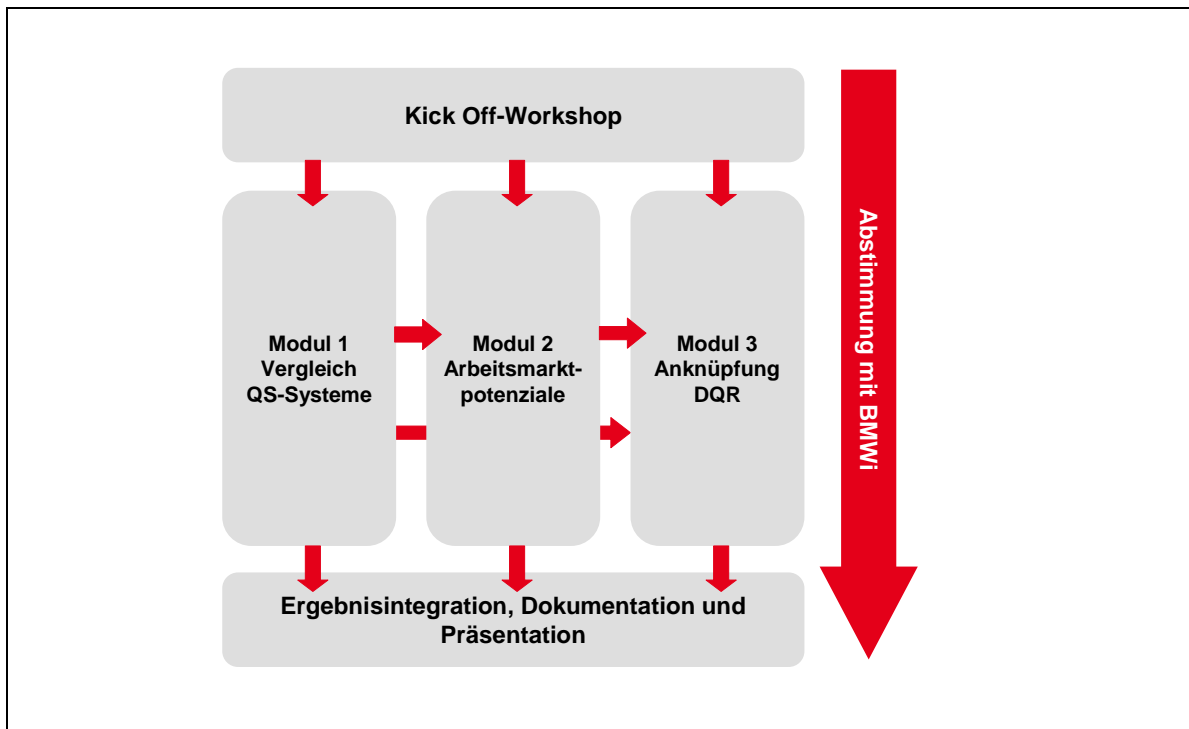 Kick Off-Workshop
Modul 1
Vergleich
QS-Systeme
Modul 2
Arbeitsmarkt-
potenziale
Modul 3
Anknüpfung
DQR
Abstimmung mit BMWi
Ergebnisintegration, Dokumentation und
Präsentation